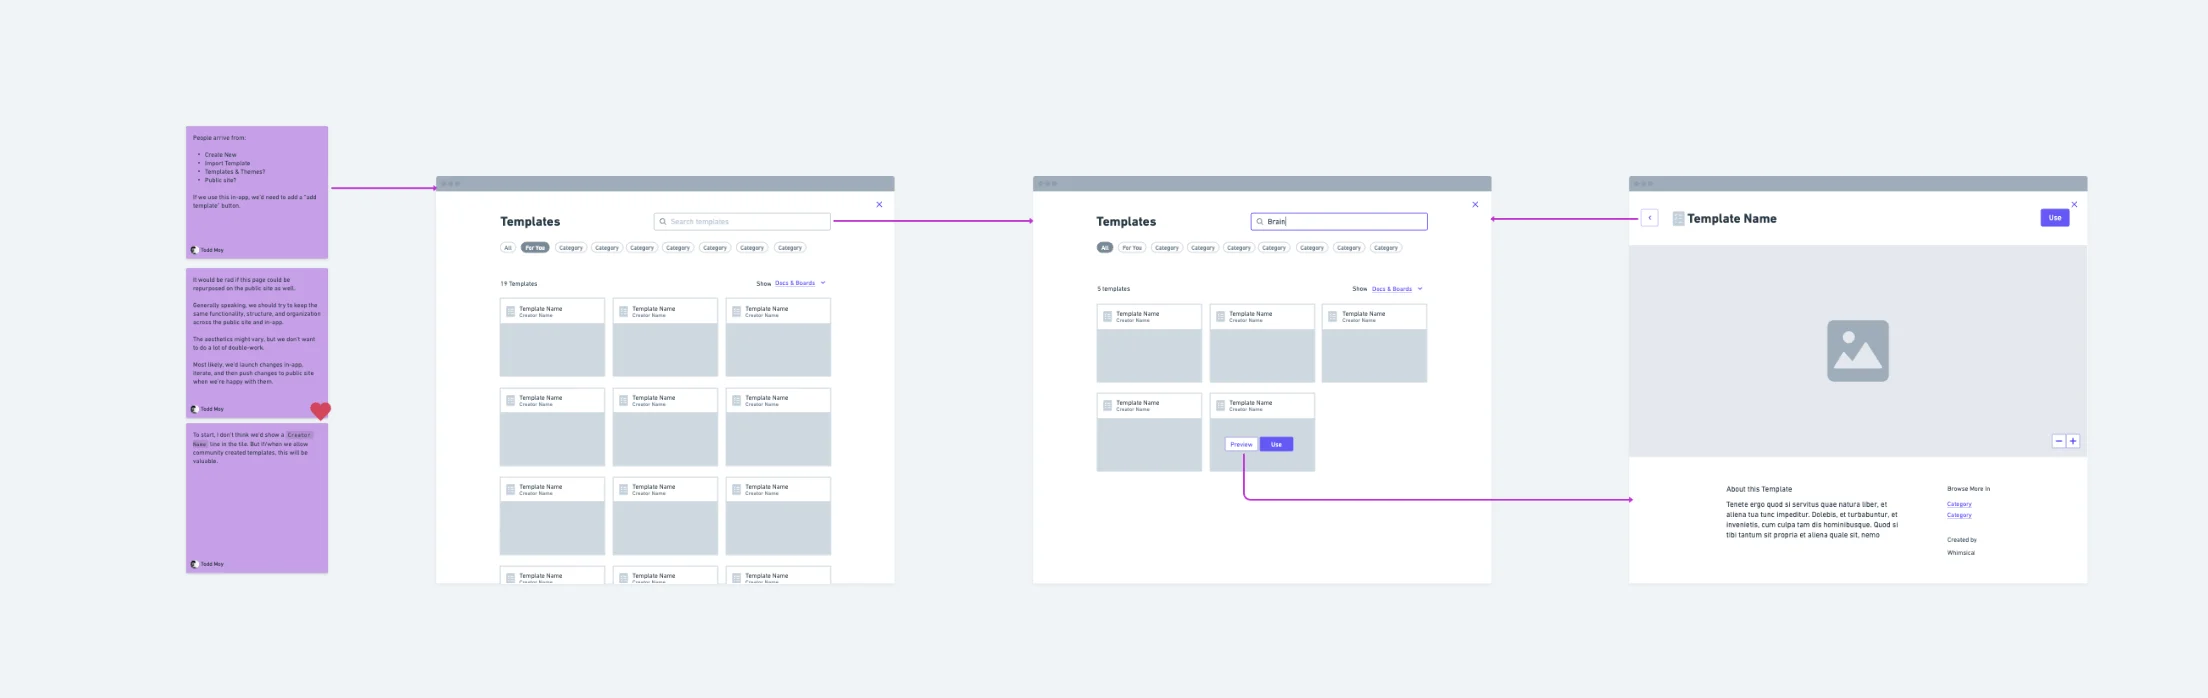 People arrive from:
• Create New
• Import Template
• Templates & Themes?
• Public site?
If we use this in-app, we'd need to add a "add
template" button.
Todd Moy
It would be rad if this page could be
repurposed on the public site as well.
Generally speaking, we should try to keep the
same functionality, structure, and organization
across the public site and in-app.
The aesthetics might vary, but we don't want
to do a lot of double-work.
Most likely, we'd launch changes in-app,
iterate, and then push changes to public site
when we're happy with them.
Todd Moy
To start, I don't think we'd show a Creator
Name line in the tile. But if/when we allow
community created templates, this will be
valuable.
Todd Moy
Templates
Search templates
All For You Category Category Category Category Category Category Category
19 Templates
Show Docs & Boards
Template Name Template Name Template Name
Creator Name Creator Name Creator Name
Template Name Template Name Template Name
Creator Name Creator Name Creator Name
Template Name Template Name Template Name
Creator Name Creator Name Creator Name
Template Name Template Name Template Name
Creator Name Creator Name Creator Name
Templates
Brain
All For You Category Category Category Category Category Category Category
5 templates
Show Docs & Boards
Template Name Template Name Template Name
Creator Name Creator Name Creator Name
Template Name Template Name
Creator Name Creator Name
Preview Use
Template Name
Use
About this Template
Tenete ergo quod si servitus quae natura liber, et
aliena tua tunc impeditur. Dolebis, et turbabuntur, et
invenietis, cum culpa tam dis hominibusque. Quod si
tibi tantum sit propria et aliena quale sit, nemo
Browse More In
Category
Category
Created by
Whimsical